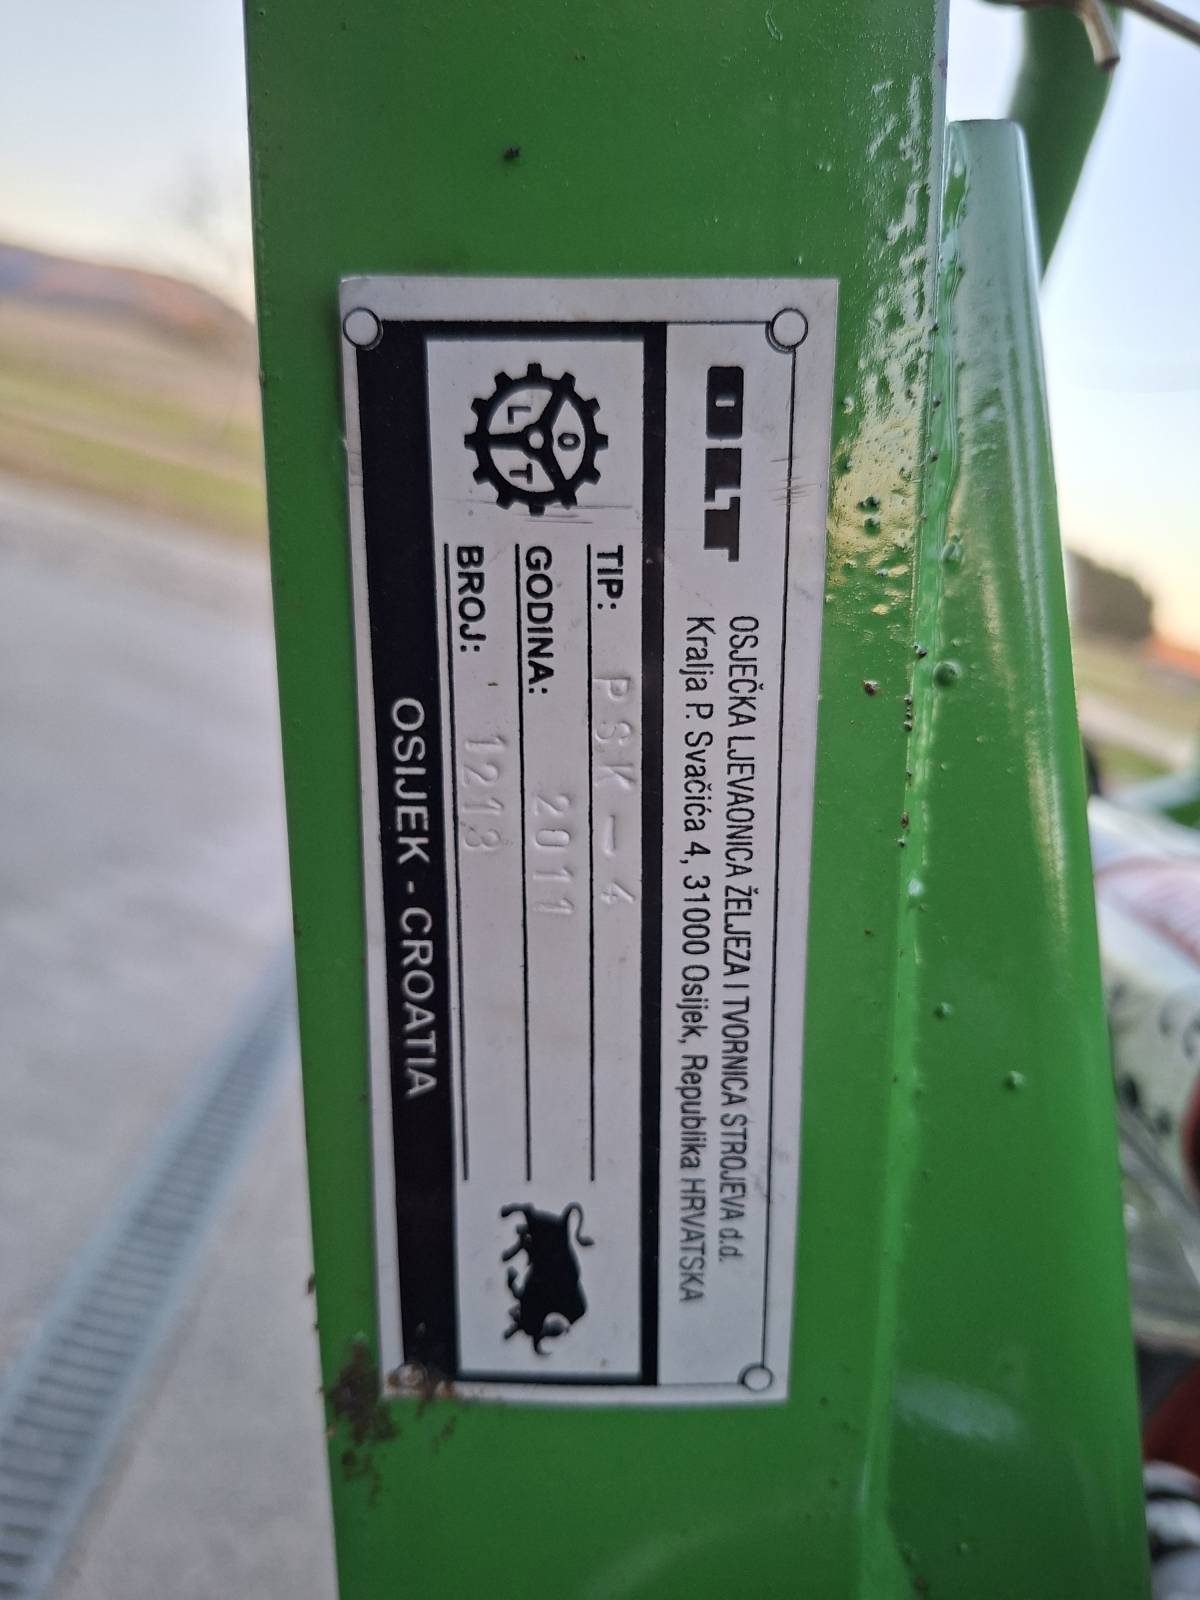 OLT
OSJEČKA LJEVAONICA ŽELJEZA I TVORNICA STROJEVA d.d.
Kralja P. Svačića 4, 31000 Osijek, Republika HRVATSKA
OLT
TIP: PSK-4
GODINA: 2011
BROJ: 1213
OSIJEK - CROATIA